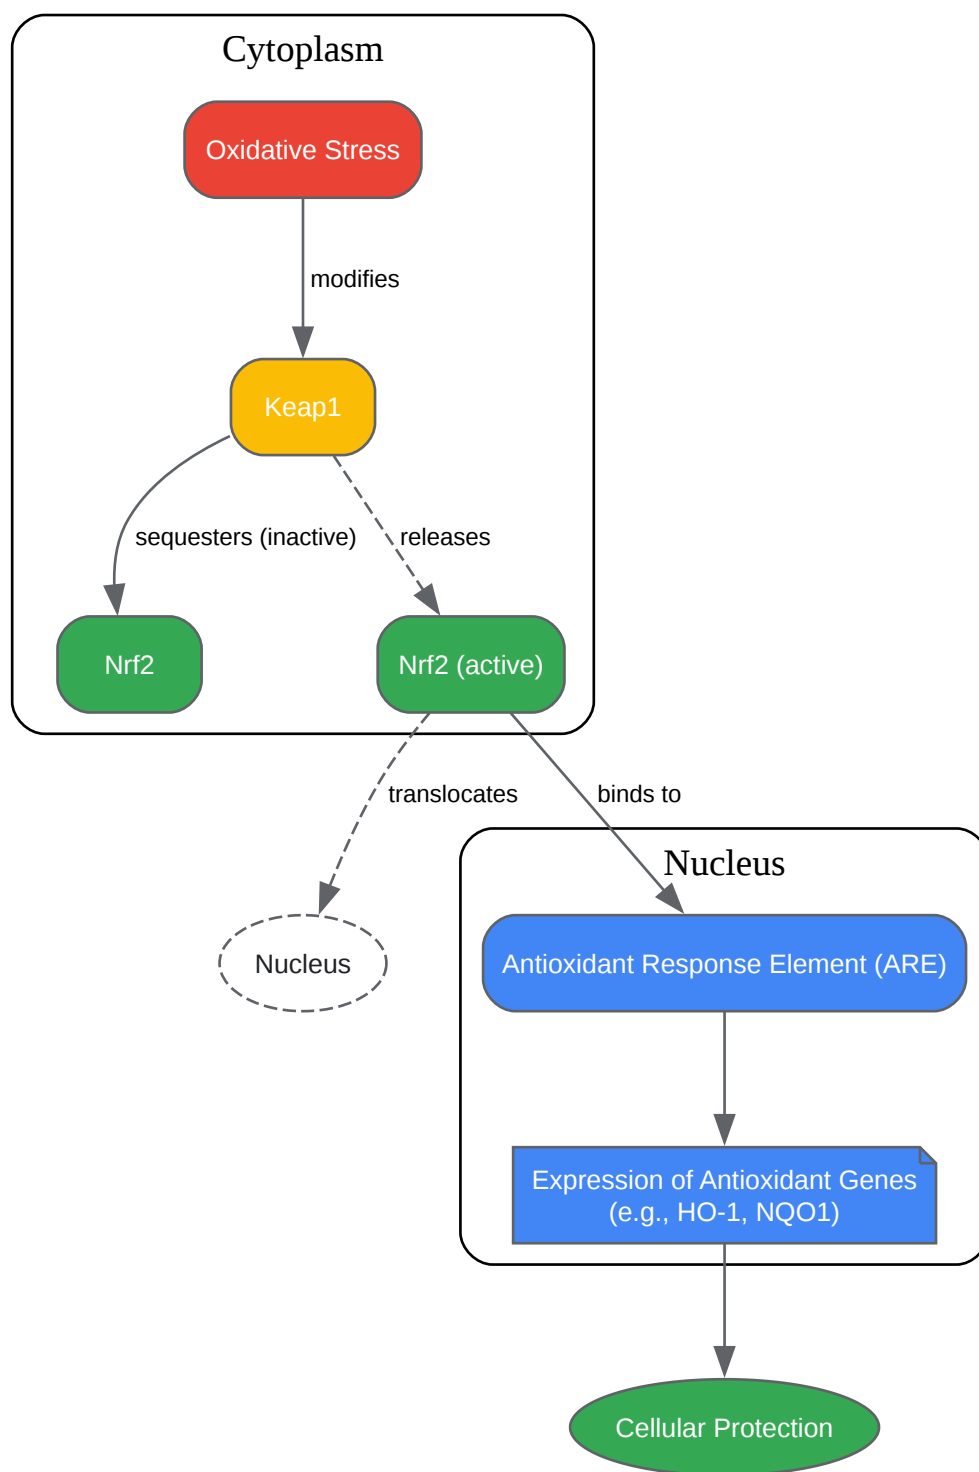 Cytoplasm
Oxidative Stress
modifies
Keap1
sequesters (inactive)
releases
Nrf2
Nrf2 (active)
translocates
binds to
Nucleus
Nucleus
Antioxidant Response Element (ARE)
Expression of Antioxidant Genes
(e.g., HO-1, NQO1)
Cellular Protection